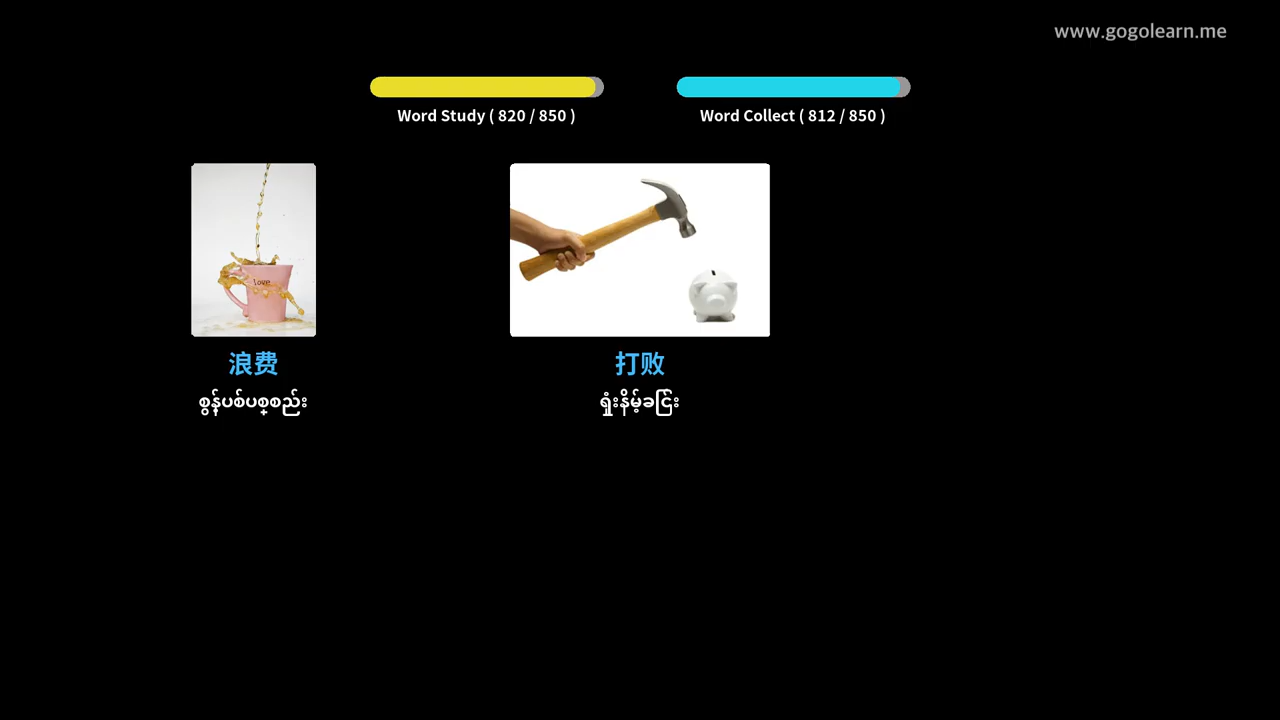 www.gogolearn.me
Word Study ( 820 / 850 )
Word Collect ( 812 / 850 )
love
浪费
打败
စွန့်ပစ်ပစ္စည်း
ရှုံးနိမ့်ခြင်း